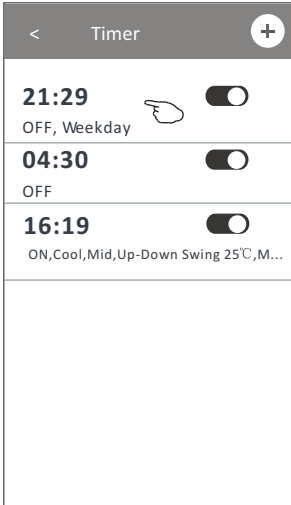 < Timer +
21:29
OFF, Weekday
04:30
OFF
16:19
ON,Cool,Mid,Up-Down Swing 25℃,M...